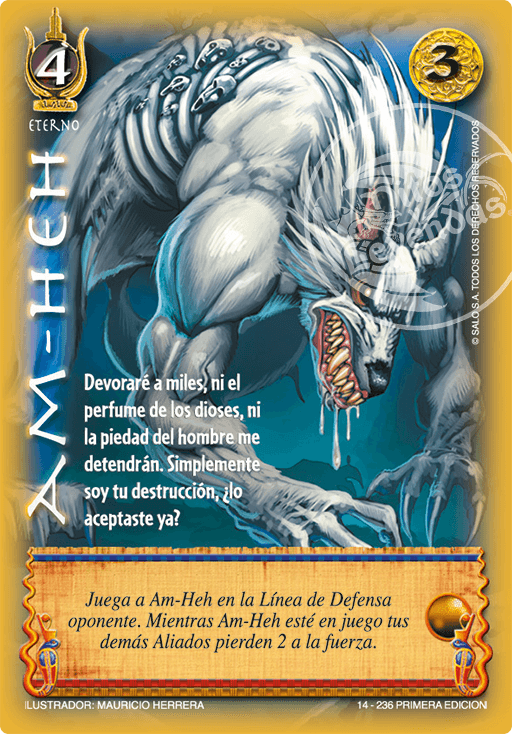 4
3
ETERNO
AM-HEH
© SALO S.A. TODOS LOS DERECHOS RESERVADOS
Devoraré a miles, ni el
perfume de los dioses, ni
la piedad del hombre me
detendrán. Simplemente
soy tu destrucción, ¿lo
aceptaste ya?
Juega a Am-Heh en la Línea de Defensa
oponente. Mientras Am-Heh esté en juego tus
demás Aliados pierden 2 a la fuerza.
ILUSTRADOR: MAURICIO HERRERA
14 - 236 PRIMERA EDICION